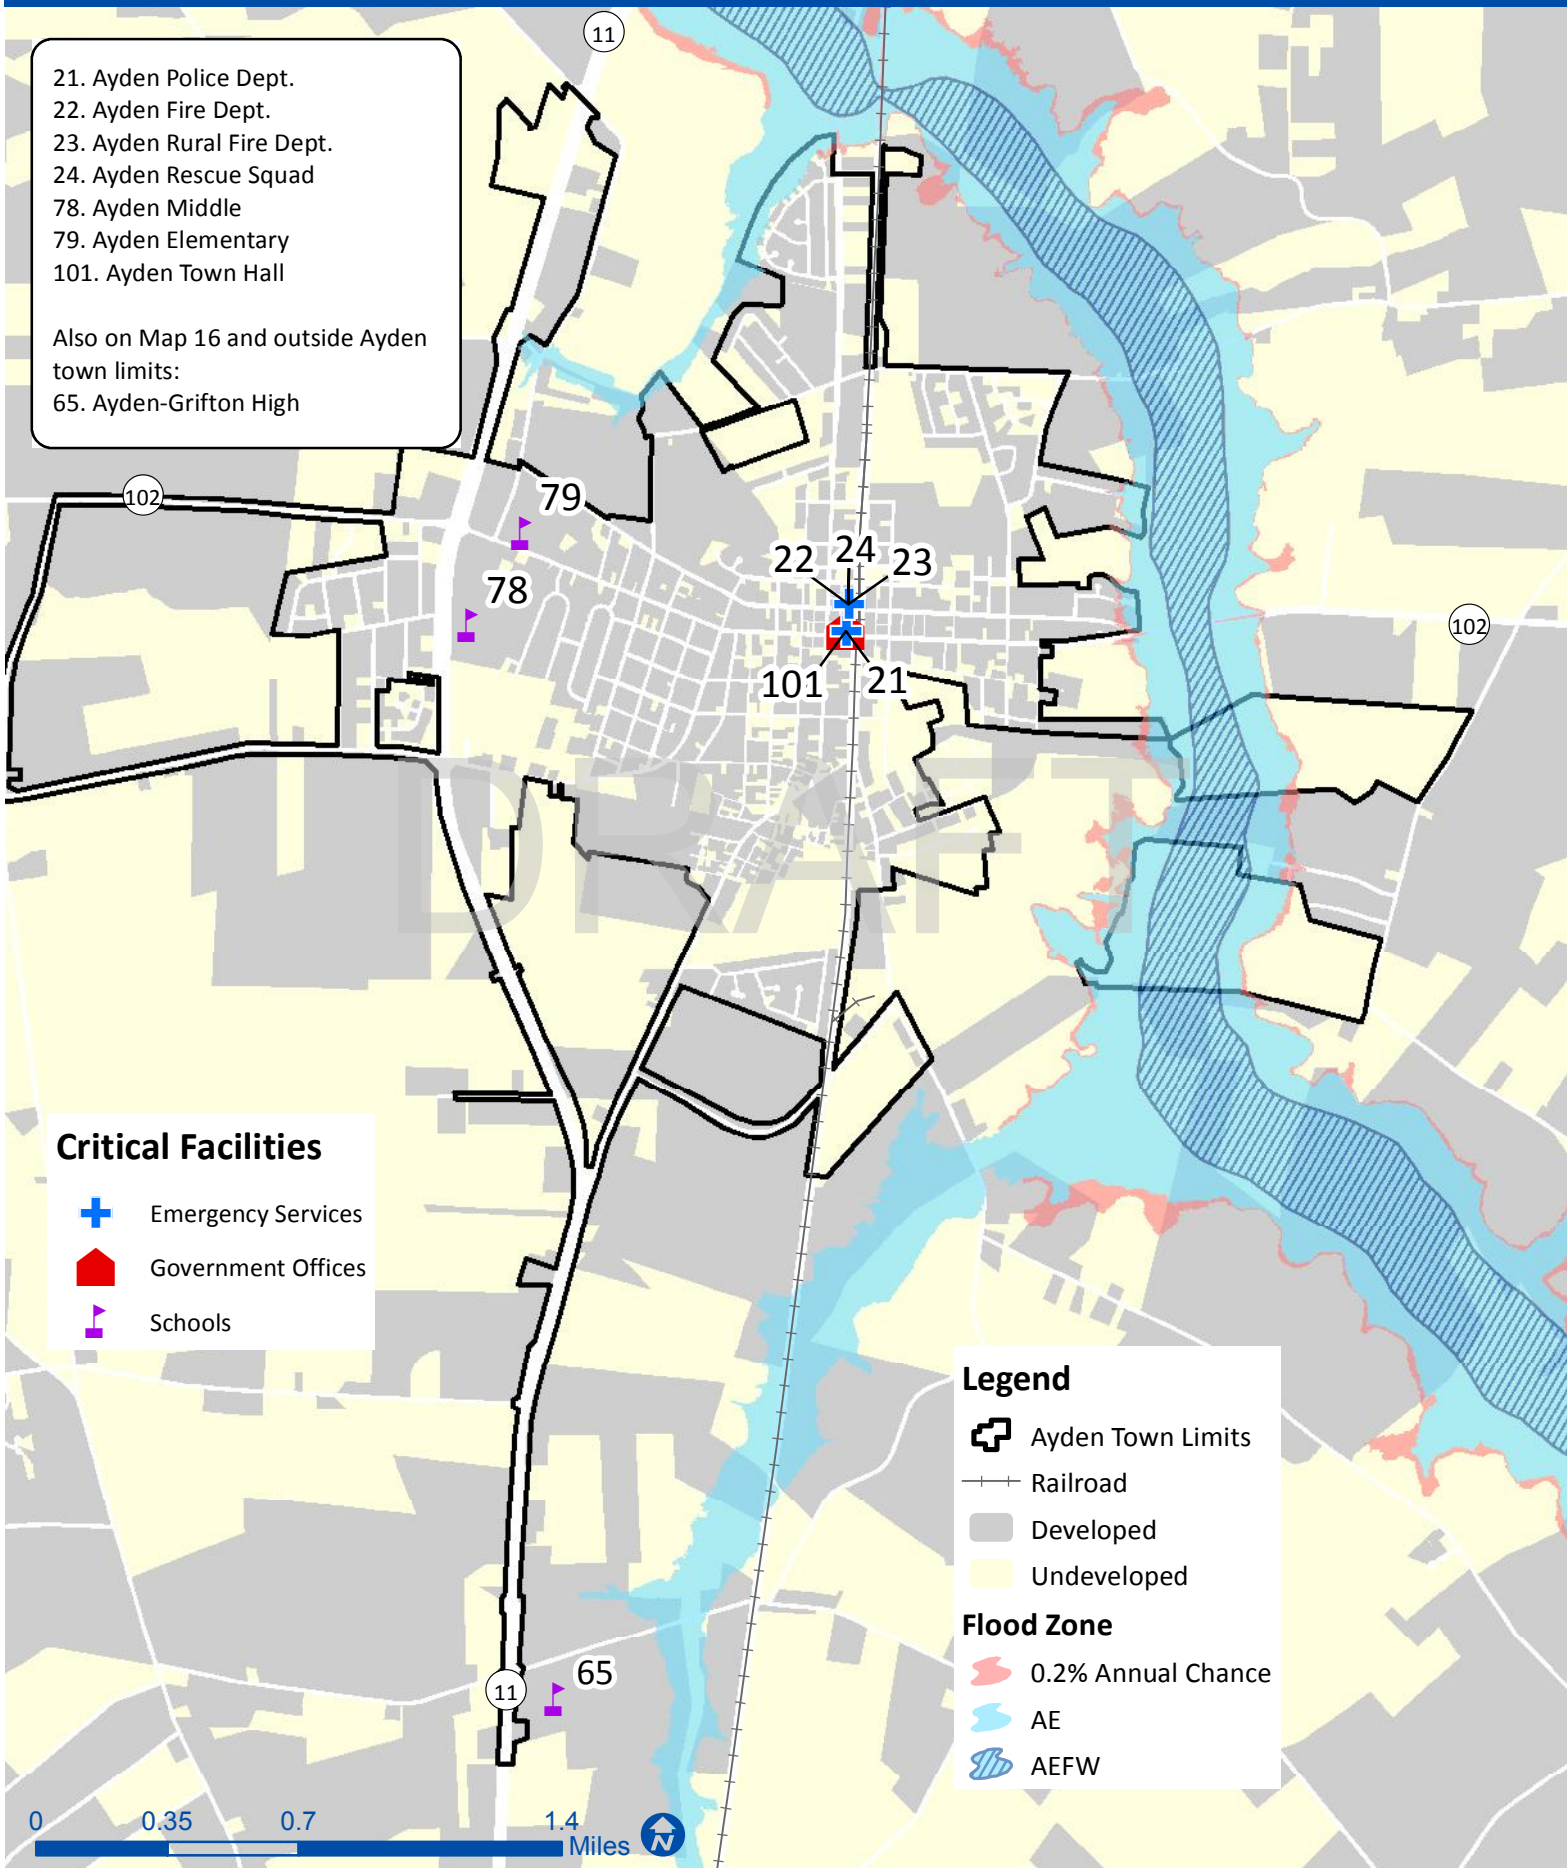 11
21. Ayden Police Dept.
22. Ayden Fire Dept.
23. Ayden Rural Fire Dept.
24. Ayden Rescue Squad
78. Ayden Middle
79. Ayden Elementary
101. Ayden Town Hall
Also on Map 16 and outside Ayden
town limits:
65. Ayden-Grifton High
102
79
22 24 23
78
102
101 21
DRAFT
Critical Facilities
Emergency Services
Government Offices
Schools
Legend
Ayden Town Limits
Railroad
Developed
Undeveloped
Flood Zone
0.2% Annual Chance
AE
AEFW
65
11
0 0.35 0.7 1.4
Miles
N